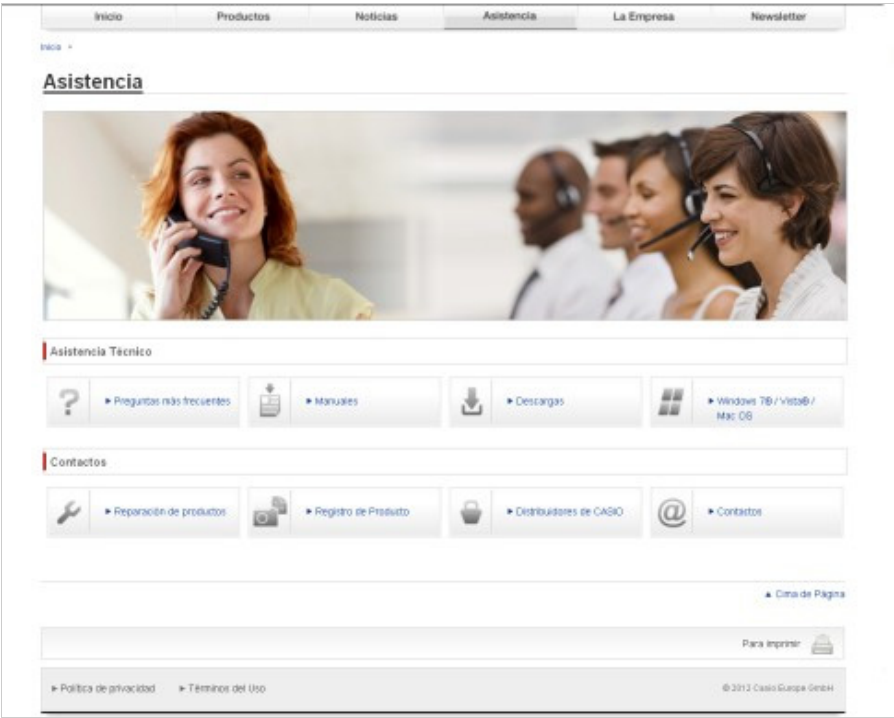 Inicio Productos Noticias Asistencia La Empresa Newsletter
Inicio
Asistencia
Asistencia Técnico
Preguntas más frecuentes Manuales Descargas Windows 7® / Vista® /
Mac OS
Contactos
Reparación de productos Registro de Producto Distribuidores de CASIO Contactos
Cima de Página
Para imprimir
Política de privacidad Términos del Uso © 2012 Casio Europe GmbH